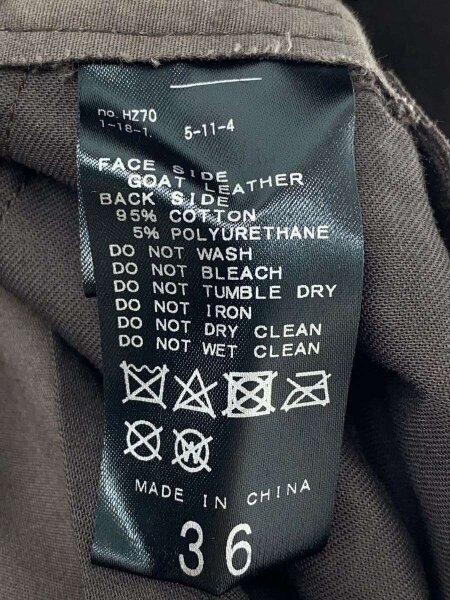 no. HZ70
1-18-1. 5-11-4
FACE SIDE
GOAT LEATHER
BACK SIDE
95% COTTON
5% POLYURETHANE
DO NOT WASH
DO NOT BLEACH
DO NOT TUMBLE DRY
DO NOT IRON
DO NOT DRY CLEAN
DO NOT WET CLEAN
W
MADE IN CHINA
36